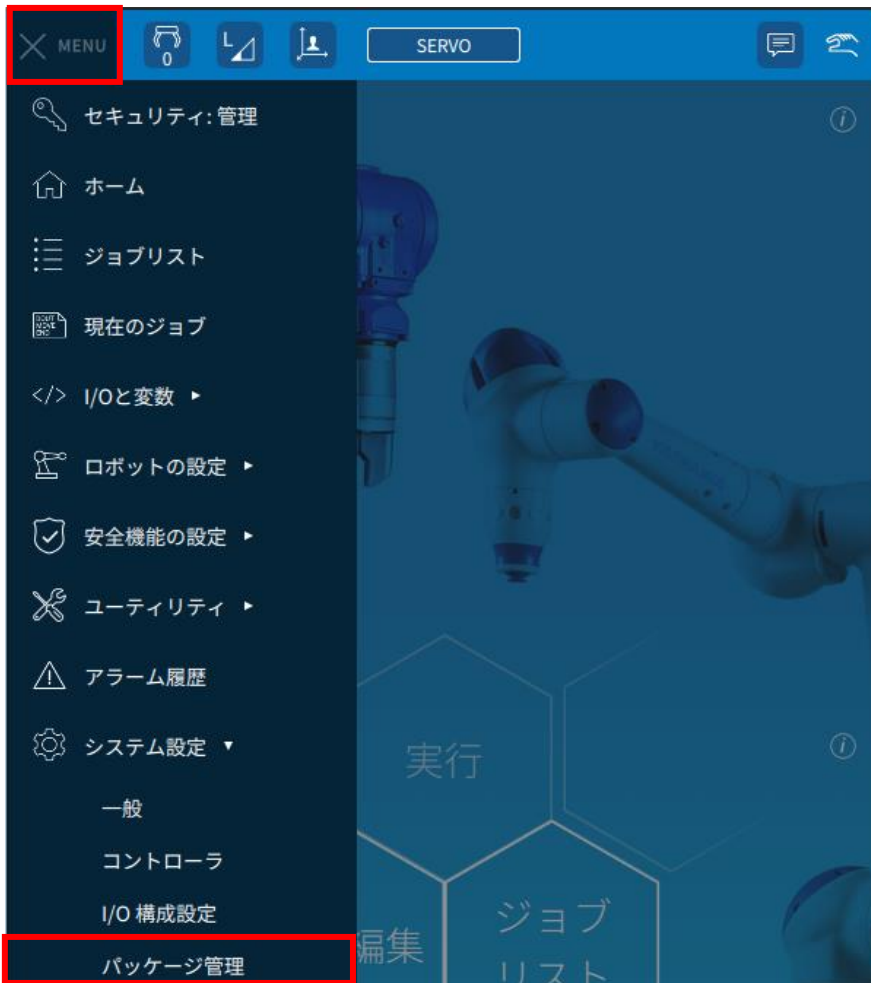 MENU
0
L
SERVO
セキュリティ: 管理
ホーム
ジョブリスト
現在のジョブ
</> I/Oと変数
ロボットの設定
安全機能の設定
ユーティリティ
アラーム履歴
システム設定
実行
一般
コントローラ
I/O 構成設定
ジョブ
編集
リスト
パッケージ管理